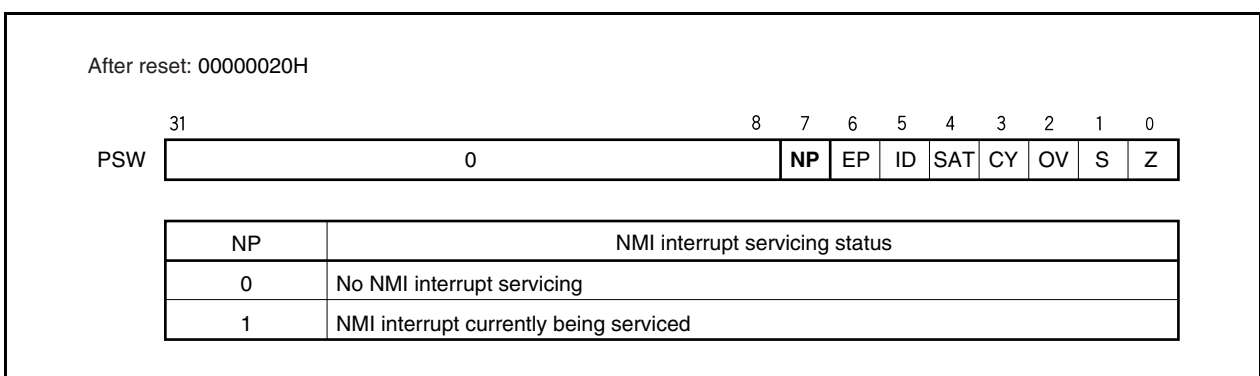 After reset: 00000020H
31 8 7 6 5 4 3 2 1 0
PSW 0 NP EP ID SAT CY OV S Z
NP NMI interrupt servicing status
0 No NMI interrupt servicing
1 NMI interrupt currently being serviced